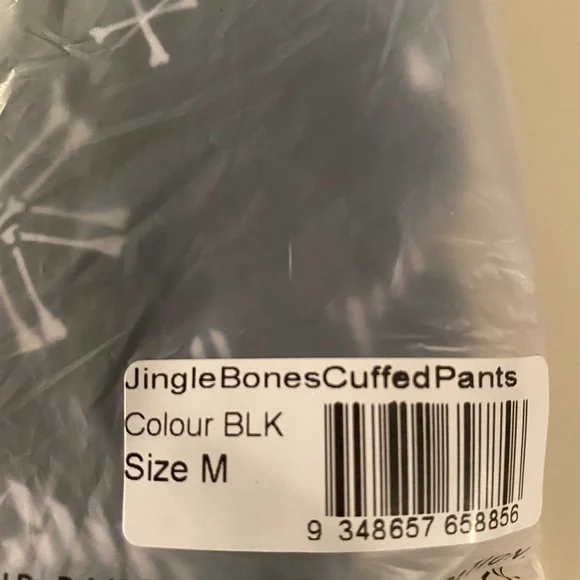 JingleBonesCuffedPants
Colour BLK
Size M
9 348657 658856